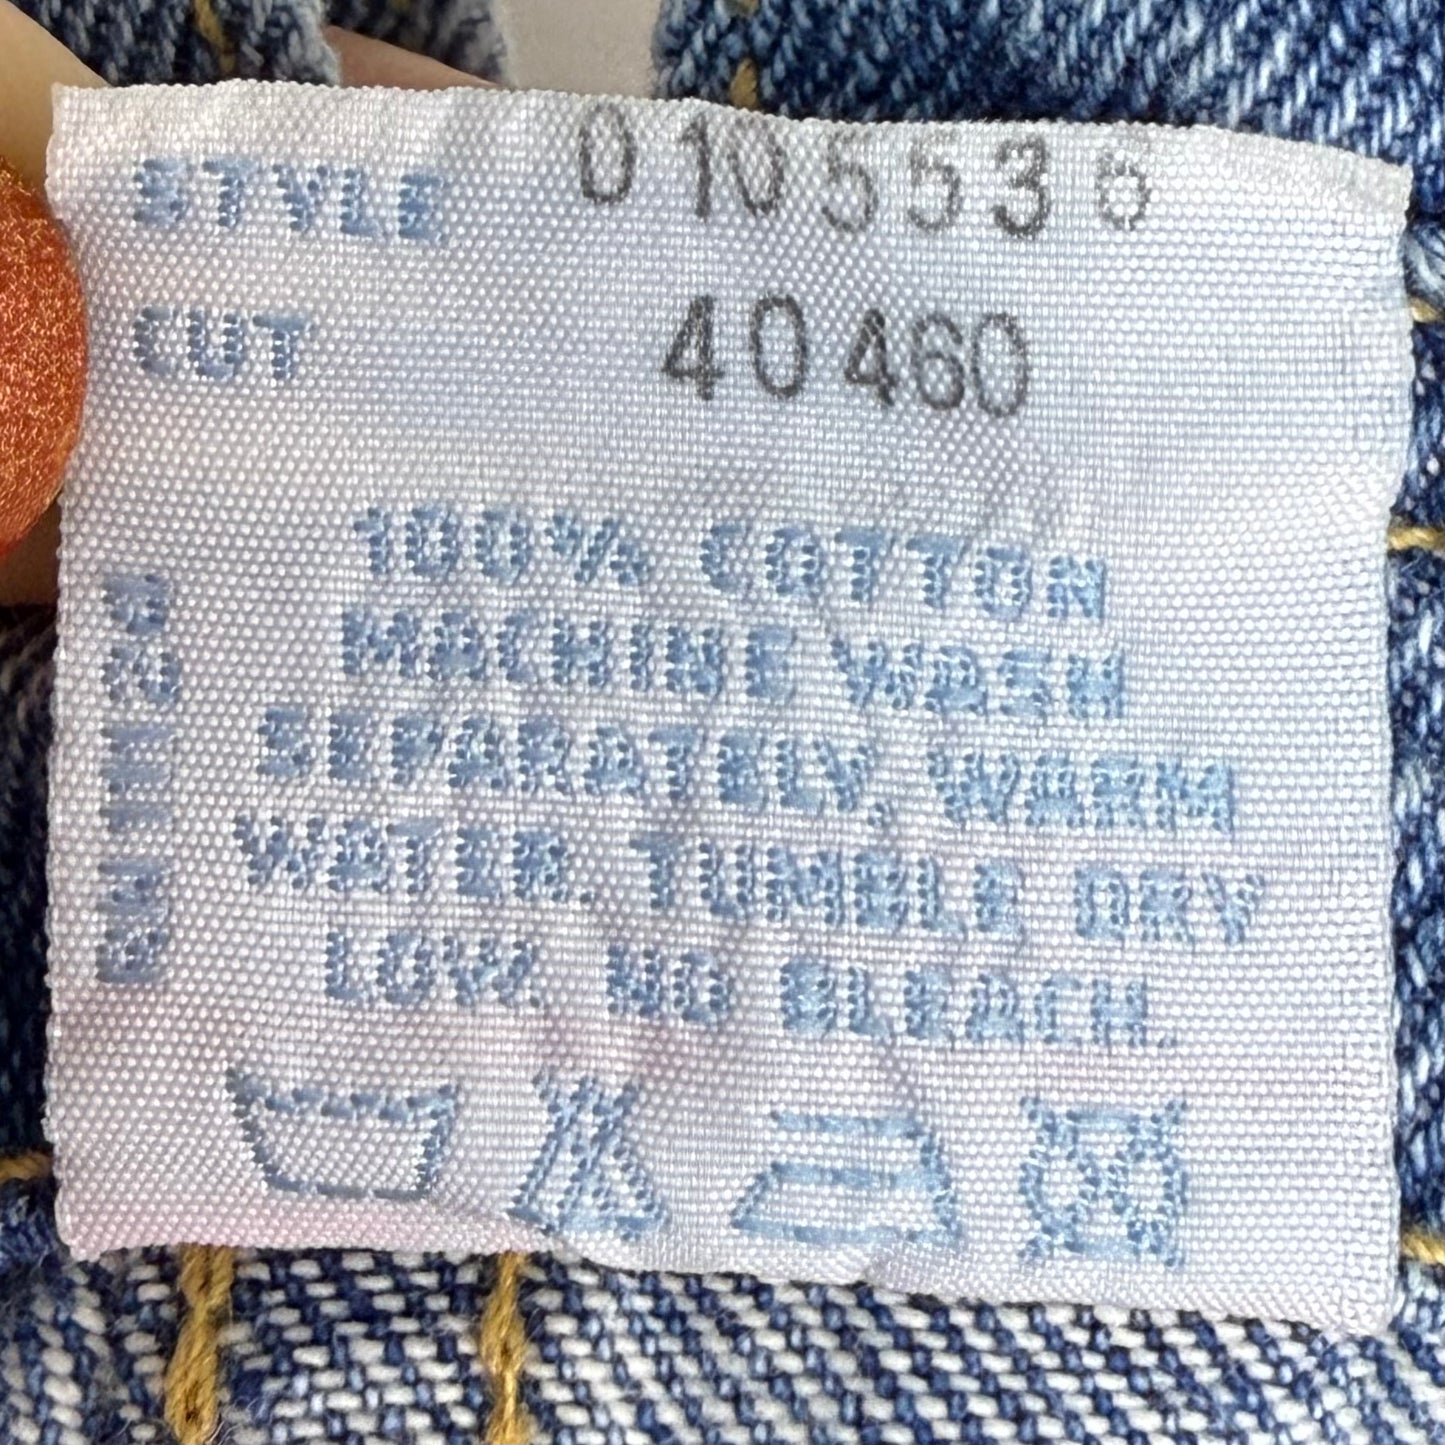 STYLE 0105536
CUT 40460
100% COTTON
MACHINE WASH
SEPARATELY, WARM
WATER. TUMBLE DRY
LOW. NO BLEACH.